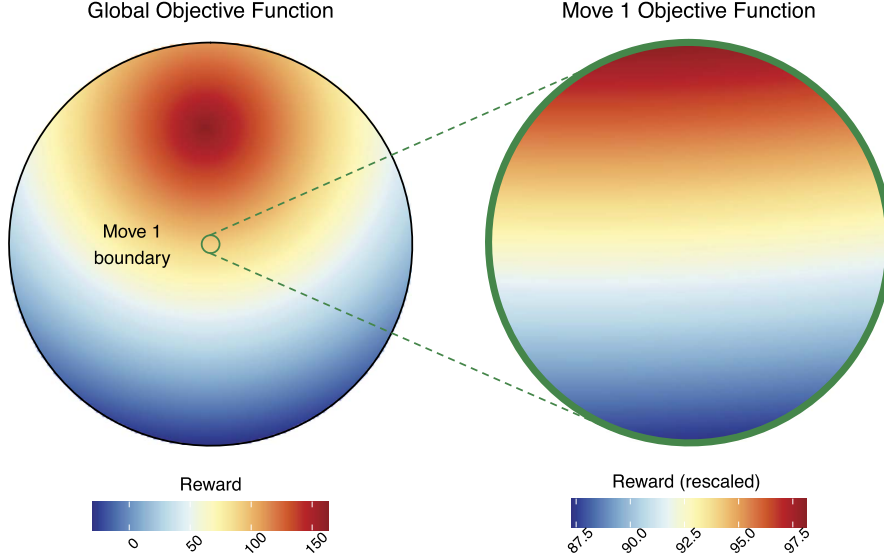 Global Objective Function
Move 1 Objective Function
Move 1
boundary
Reward
0
50
100
150
Reward (rescaled)
87.5
90.0
92.5
95.0
97.5